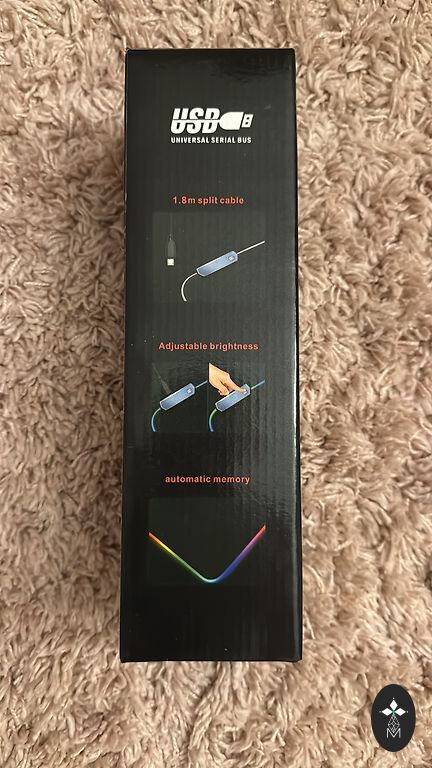 USB
UNIVERSAL SERIAL BUS
1.8m split cable
Adjustable brightness
automatic memory
M